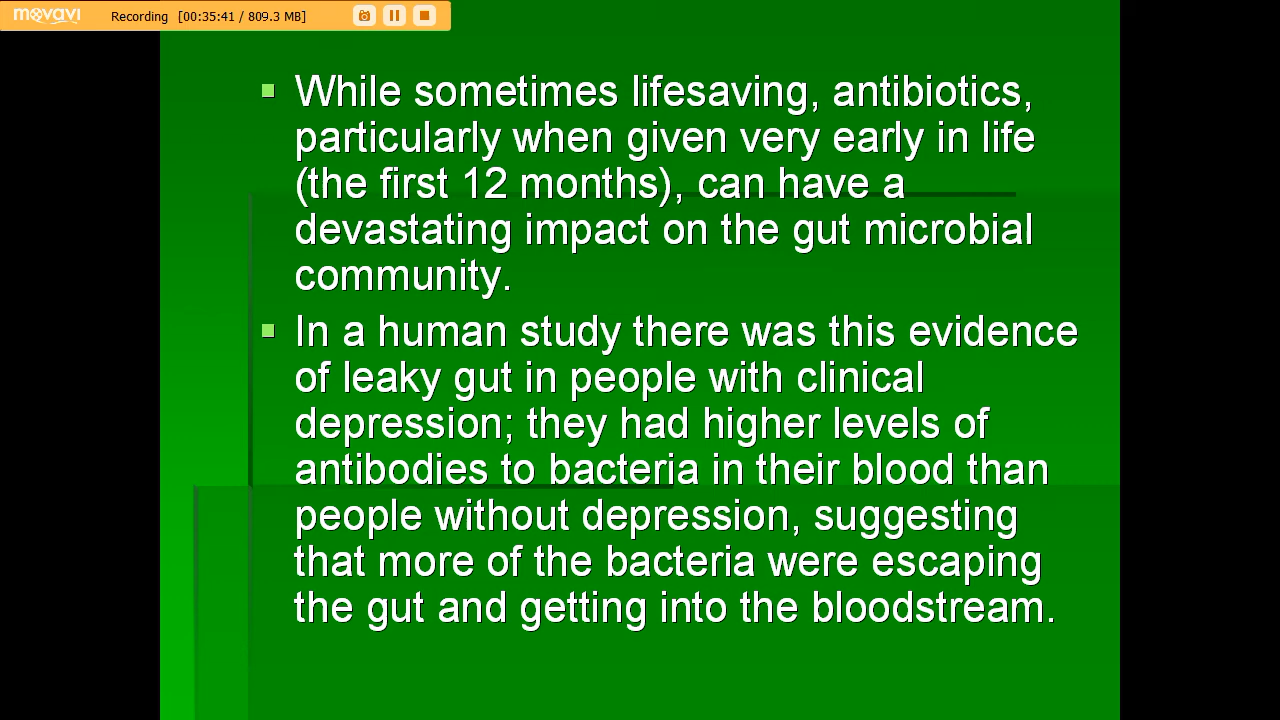 movavi
Recording [00:35:41 / 809.3 MB]
While sometimes lifesaving, antibiotics,
particularly when given very early in life
(the first 12 months), can have a
devastating impact on the gut microbial
community.
In a human study there was this evidence
of leaky gut in people with clinical
depression; they had higher levels of
antibodies to bacteria in their blood than
people without depression, suggesting
that more of the bacteria were escaping
the gut and getting into the bloodstream.